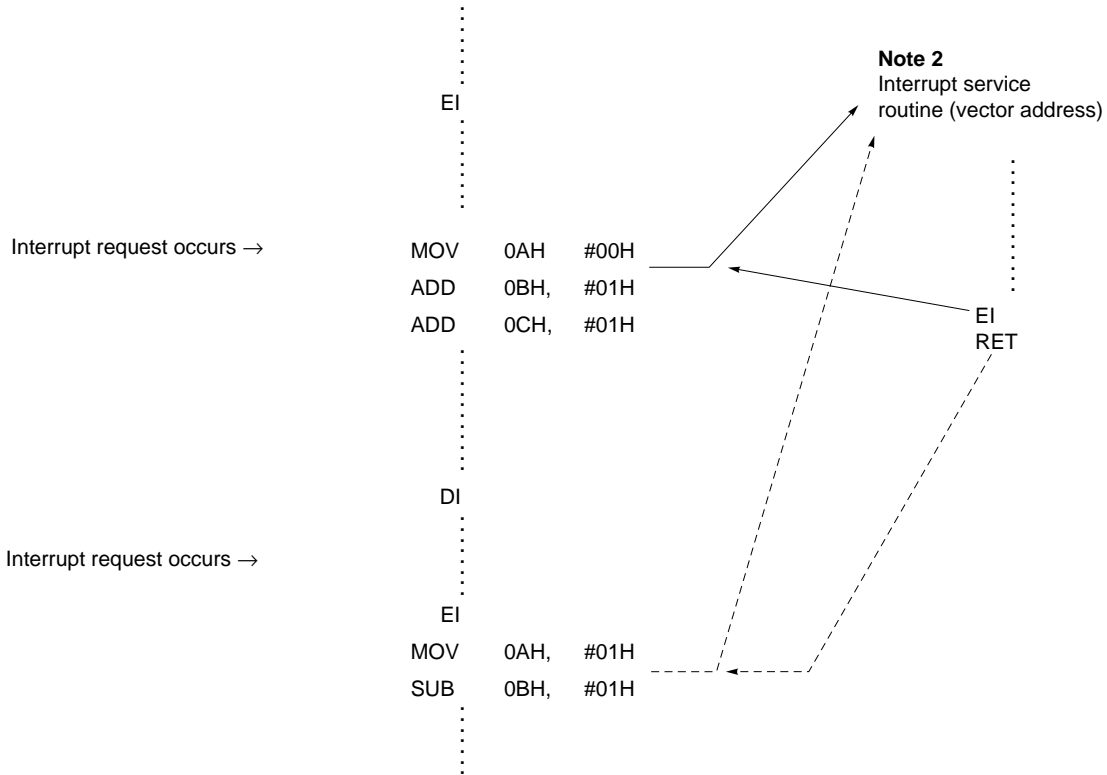 Note 2
Interrupt service
routine (vector address)
EI
Interrupt request occurs →
MOV 0AH #00H
ADD 0BH, #01H
ADD 0CH, #01H
EI
RET
DI
Interrupt request occurs →
EI
MOV 0AH, #01H
SUB 0BH, #01H